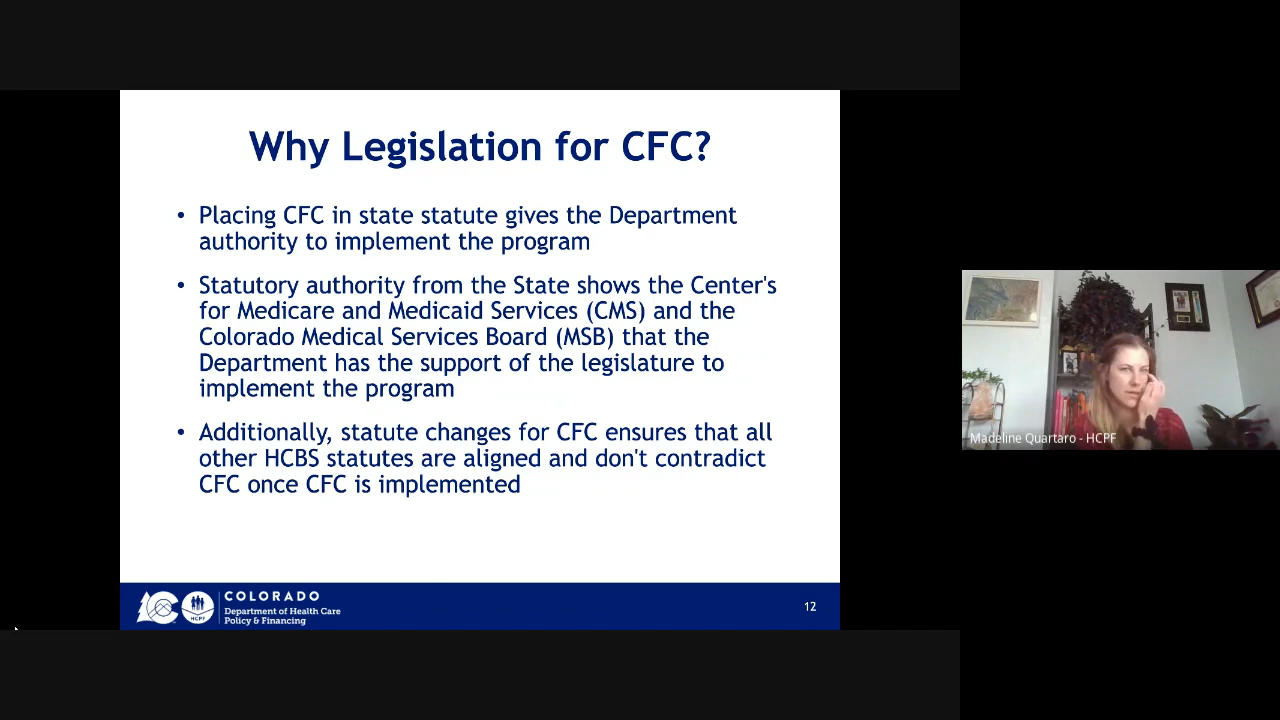 Why Legislation for CFC?
• Placing CFC in state statute gives the Department
authority to implement the program
• Statutory authority from the State shows the Center's
for Medicare and Medicaid Services (CMS) and the
Colorado Medical Services Board (MSB) that the
Department has the support of the legislature to
implement the program
• Additionally, statute changes for CFC ensures that all
other HCBS statutes are aligned and don't contradict
CFC once CFC is implemented
HCPF
COLORADO
Department of Health Care
Policy & Financing
12
Madeline Quartaro - HCPF